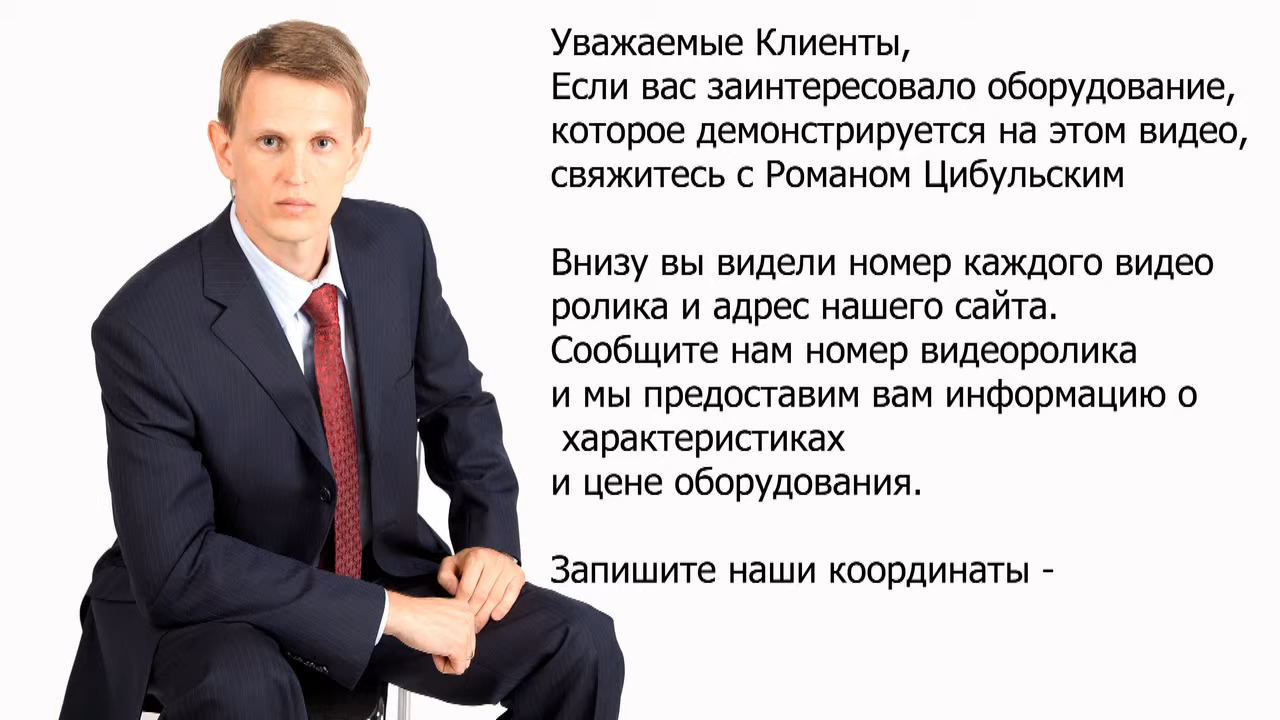 Уважаемые Клиенты,
Если вас заинтересовало оборудование,
которое демонстрируется на этом видео,
свяжитесь с Романом Цибульским
Внизу вы видели номер каждого видео
ролика и адрес нашего сайта.
Сообщите нам номер видеоролика
и мы предоставим вам информацию о
характеристиках
и цене оборудования.
Запишите наши координаты -